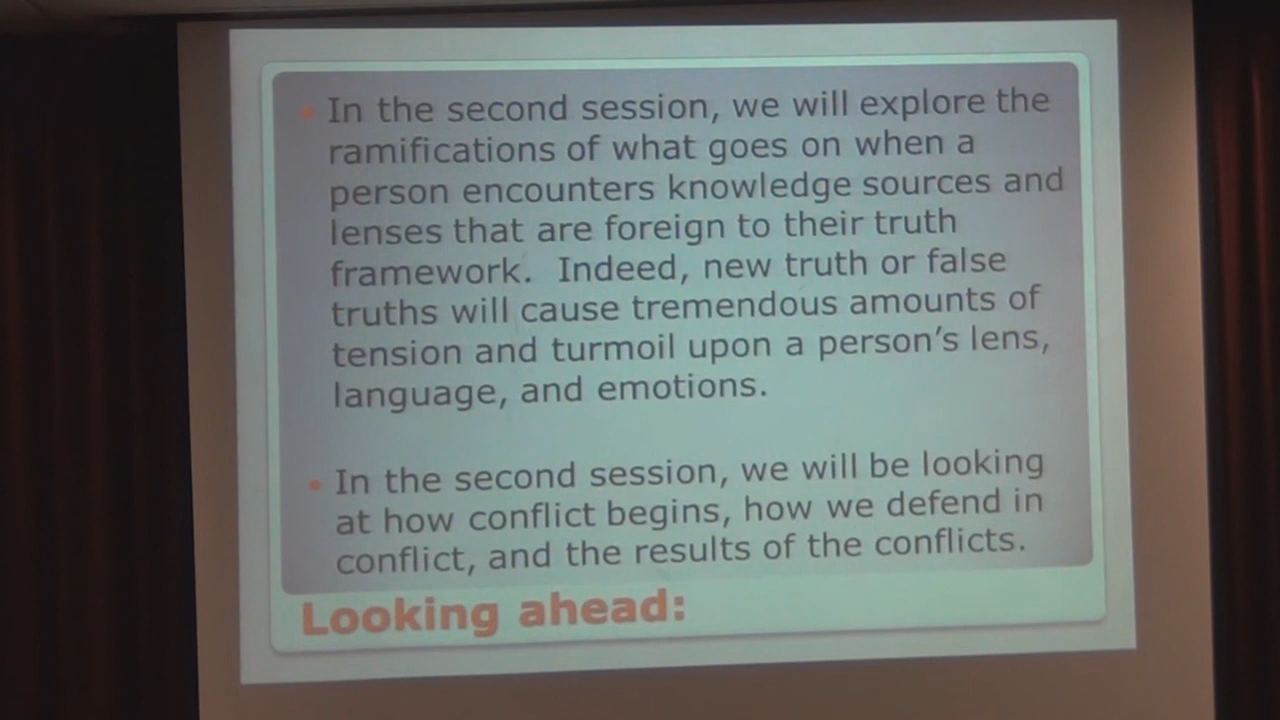 • In the second session, we will explore the
ramifications of what goes on when a
person encounters knowledge sources and
lenses that are foreign to their truth
framework.  Indeed, new truth or false
truths will cause tremendous amounts of
tension and turmoil upon a person's lens,
language, and emotions.
• In the second session, we will be looking
at how conflict begins, how we defend in
conflict, and the results of the conflicts.
Looking ahead: